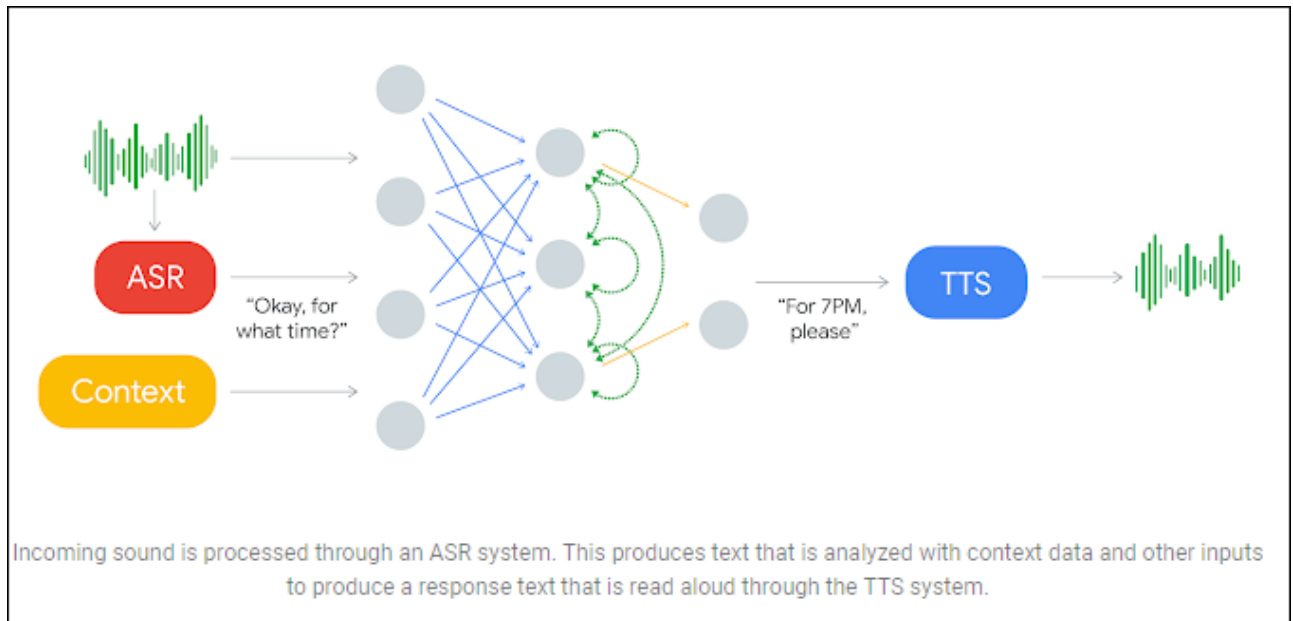 ASR
"Okay, for
what time?"
Context
"For 7PM,
please"
TTS
Incoming sound is processed through an ASR system. This produces text that is analyzed with context data and other inputs
to produce a response text that is read aloud through the TTS system.